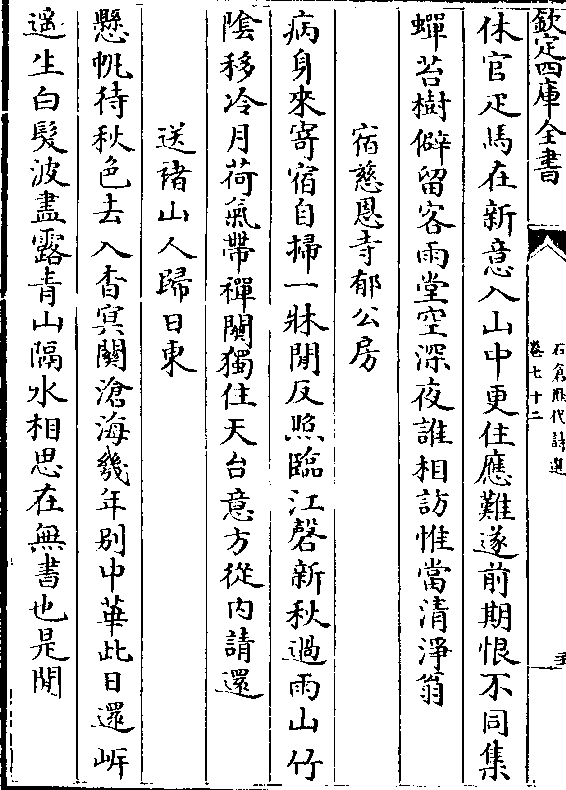 欽定四庫全書
石倉歴代詩選
卷七十二
休官疋馬在新意入山中更住應難遂前期恨不同集
蟬苔樹僻留客雨堂空深夜誰相訪惟當清淨翁
宿慈恩寺郁公房
病身來寄宿自掃一牀閒反照臨江磬新秋過雨山竹
陰移冷月荷氣帶禪關獨住天台意方從内請還
送禇山人歸日東
懸帆待秋色去入杳冥關滄海幾年别中華此日還岍
遥生白髮波盡露青山隔水相思在無書也是閒